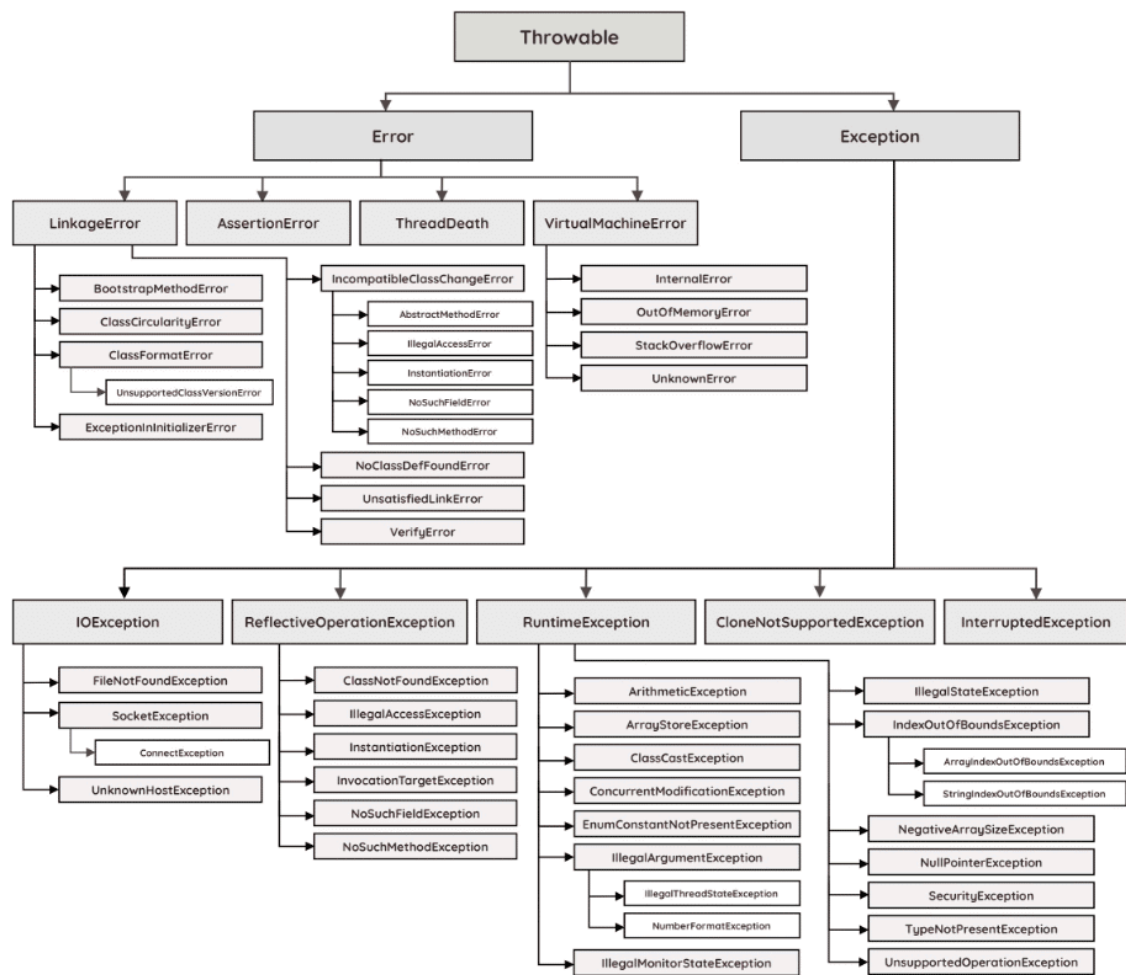 Throwable
Error
Exception
LinkageError
AssertionError
ThreadDeath
VirtualMachineError
BootstrapMethodError
ClassCircularityError
ClassFormatError
UnsupportedClassVersionError
ExceptionInInitializerError
IncompatibleClassChangeError
AbstractMethodError
IllegalAccessError
InstantiationError
NoSuchFieldError
NoSuchMethodError
NoClassDefFoundError
UnsatisfiedLinkError
VerifyError
InternalError
OutOfMemoryError
StackOverflowError
UnknownError
IOException
ReflectiveOperationException
RuntimeException
CloneNotSupportedException
InterruptedException
FileNotFoundException
SocketException
ConnectException
UnknownHostException
ClassNotFoundException
IllegalAccessException
InstantiationException
InvocationTargetException
NoSuchFieldException
NoSuchMethodException
ArithmeticException
ArrayStoreException
ClassCastException
ConcurrentModificationException
EnumConstantNotPresentException
IllegalArgumentException
IllegalThreadStateException
NumberFormatException
IllegalMonitorStateException
IllegalStateException
IndexOutOfBoundsException
ArrayIndexOutOfBoundsException
StringIndexOutOfBoundsException
NegativeArraySizeException
NullPointerException
SecurityException
TypeNotPresentException
UnsupportedOperationException